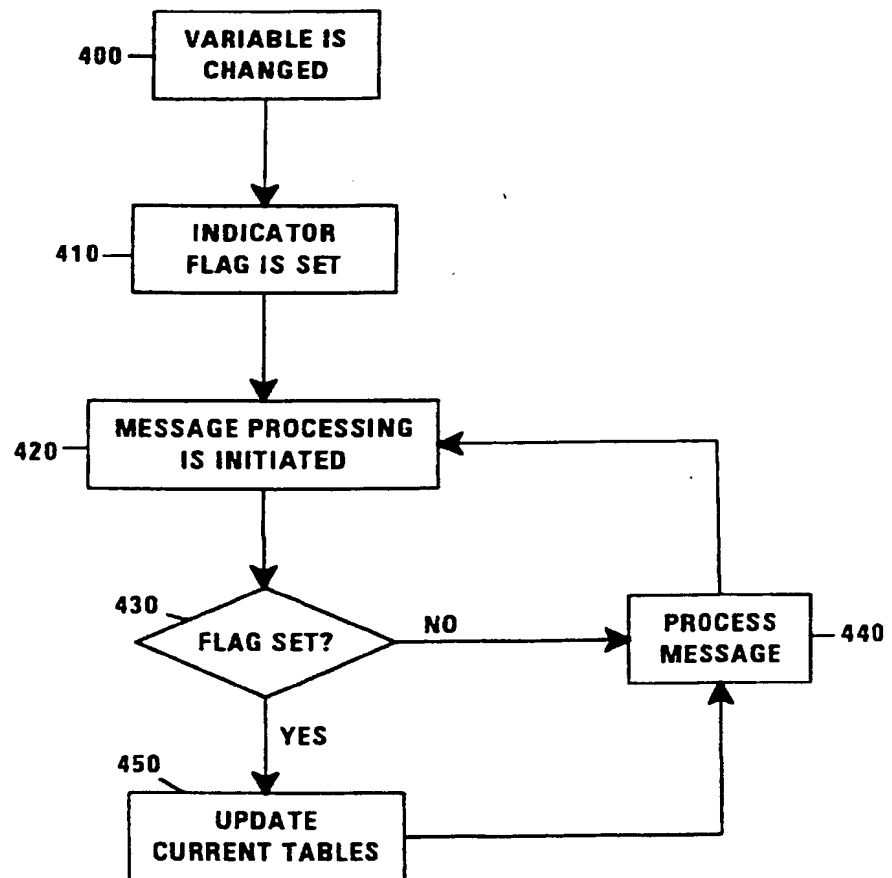 400
VARIABLE IS
CHANGED
410
INDICATOR
FLAG IS SET
420
MESSAGE PROCESSING
IS INITIATED
430
FLAG SET?
NO
PROCESS
MESSAGE
440
YES
450
UPDATE
CURRENT TABLES